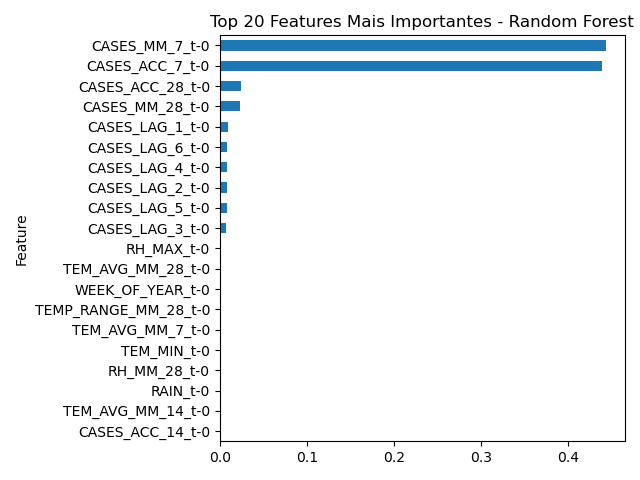 Top 20 Features Mais Importantes - Random Forest
Feature
CASES_MM_7_t-0
CASES_ACC_7_t-0
CASES_ACC_28_t-0
CASES_MM_28_t-0
CASES_LAG_1_t-0
CASES_LAG_6_t-0
CASES_LAG_4_t-0
CASES_LAG_2_t-0
CASES_LAG_5_t-0
CASES_LAG_3_t-0
RH_MAX_t-0
TEM_AVG_MM_28_t-0
WEEK_OF_YEAR_t-0
TEMP_RANGE_MM_28_t-0
TEM_AVG_MM_7_t-0
TEM_MIN_t-0
RH_MM_28_t-0
RAIN_t-0
TEM_AVG_MM_14_t-0
CASES_ACC_14_t-0
0.0 0.1 0.2 0.3 0.4